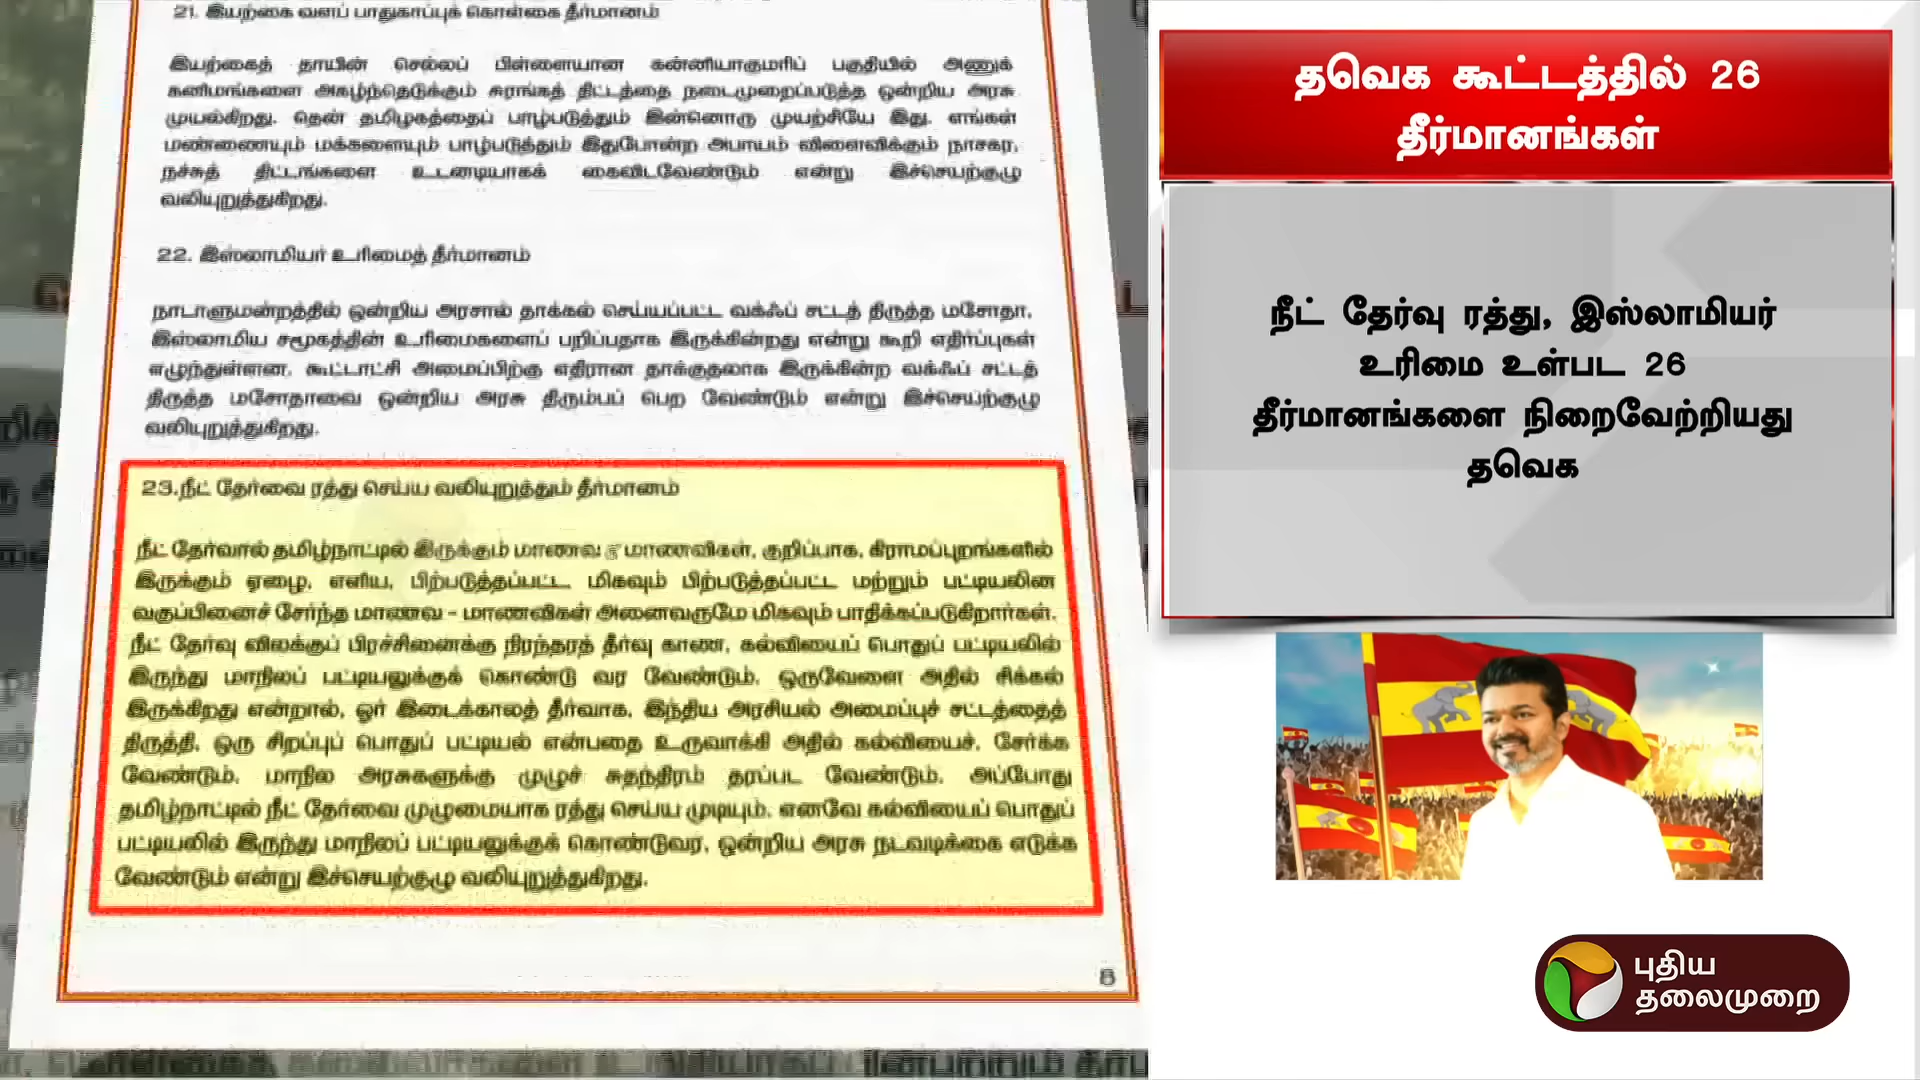 21. இயற்கை வளப் பாதுகாப்புக் கொள்கை தீர்மானம்
இயற்கைத் தாயின் செல்லப் பிள்ளையான கன்னியாகுமரிப் பகுதியில் அணுக்
கனிமங்களை அகழ்ந்தெடுக்கும் சுரங்கத் திட்டத்தை நடைமுறைப்படுத்த ஒன்றிய அரசு
முயல்கிறது. தென் தமிழகத்தைப் பாழ்படுத்தும் இன்னொரு முயற்சியே இது. எங்கள்
மண்ணையும் மக்களையும் பாழ்படுத்தும் இதுபோன்ற அபாயம் விளைவிக்கும் நாசகர,
நச்சுத் திட்டங்களை உடனடியாகக் கைவிடவேண்டும் என்று இச்செயற்குழு
வலியுறுத்துகிறது.
22. இஸ்லாமியர் உரிமைத் தீர்மானம்
நாடாளுமன்றத்தில் ஒன்றிய அரசால் தாக்கல் செய்யப்பட்ட வக்ஃப் சட்டத் திருத்த மசோதா,
இஸ்லாமிய சமூகத்தின் உரிமைகளைப் பறிப்பதாக இருக்கின்றது என்று கூறி எதிர்ப்புகள்
எழுந்துள்ளன. கூட்டாட்சி அமைப்பிற்கு எதிரான தாக்குதலாக இருக்கின்ற வக்ஃப் சட்டத்
திருத்த மசோதாவை ஒன்றிய அரசு திரும்பப் பெற வேண்டும் என்று இச்செயற்குழு
வலியுறுத்துகிறது.
23.நீட் தேர்வை ரத்து செய்ய வலியுறுத்தும் தீர்மானம்
நீட் தேர்வால் தமிழ்நாட்டில் இருக்கும் மாணவ மாணவிகள், குறிப்பாக, கிராமப்புறங்களில்
இருக்கும் ஏழை, எளிய, பிற்படுத்தப்பட்ட, மிகவும் பிற்படுத்தப்பட்ட மற்றும் பட்டியலின
வகுப்பினைச் சேர்ந்த மாணவ - மாணவிகள் அனைவருமே மிகவும் பாதிக்கப்படுகிறார்கள்.
நீட் தேர்வு விலக்குப் பிரச்சினைக்கு நிரந்தரத் தீர்வு காண, கல்வியைப் பொதுப் பட்டியலில்
இருந்து மாநிலப் பட்டியலுக்குக் கொண்டு வர வேண்டும். ஒருவேளை அதில் சிக்கல்
இருக்கிறது என்றால், ஓர் இடைக்காலத் தீர்வாக, இந்திய அரசியல் அமைப்புச் சட்டத்தைத்
திருத்தி, ஒரு சிறப்புப் பொதுப் பட்டியல் என்பதை உருவாக்கி அதில் கல்வியைச், சேர்க்க
வேண்டும். மாநில அரசுகளுக்கு முழுச் சுதந்திரம் தரப்பட வேண்டும். அப்போது
தமிழ்நாட்டில் நீட் தேர்வை முழுமையாக ரத்து செய்ய முடியும். எனவே கல்வியைப் பொதுப்
பட்டியலில் இருந்து மாநிலப் பட்டியலுக்குக் கொண்டுவர, ஒன்றிய அரசு நடவடிக்கை எடுக்க
வேண்டும் என்று இச்செயற்குழு வலியுறுத்துகிறது.
8
தவெக கூட்டத்தில் 26
தீர்மானங்கள்
நீட் தேர்வு ரத்து, இஸ்லாமியர்
உரிமை உள்பட 26
தீர்மானங்களை நிறைவேற்றியது
தவெக
புதிய
தலைமுறை